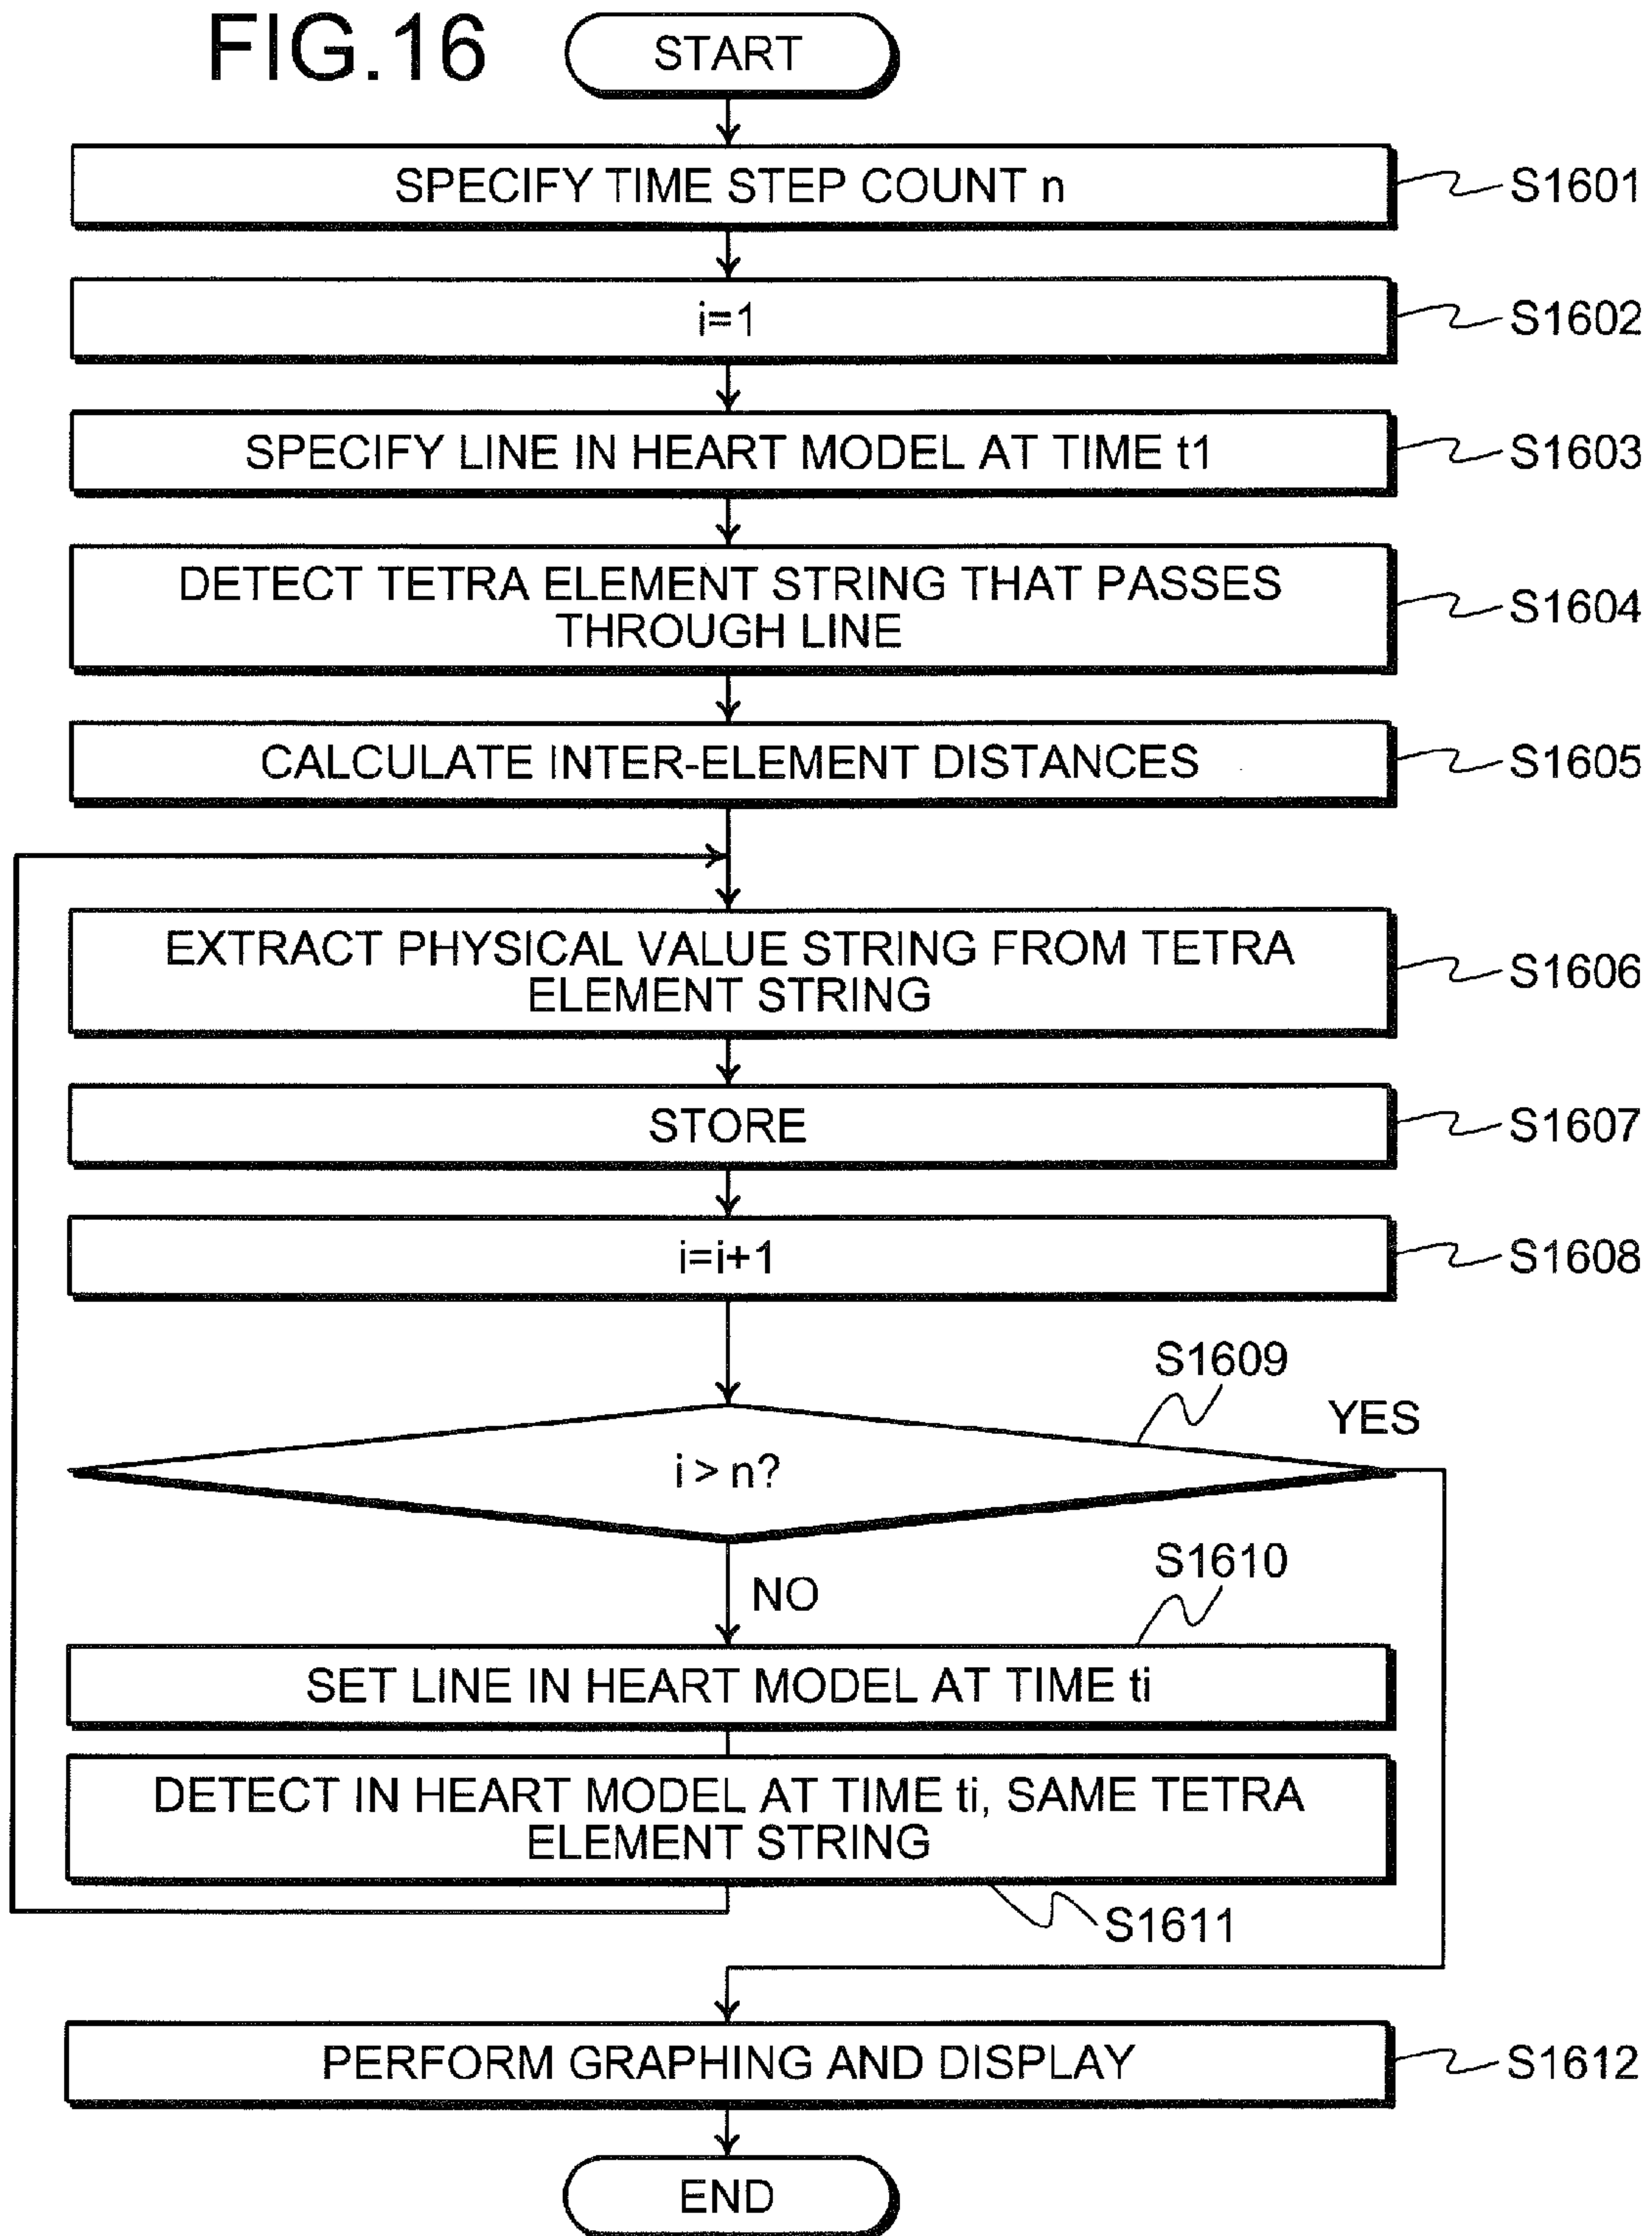 FIG.16
START
SPECIFY TIME STEP COUNT n
S1601
i=1
S1602
SPECIFY LINE IN HEART MODEL AT TIME t1
S1603
DETECT TETRA ELEMENT STRING THAT PASSES
THROUGH LINE
S1604
CALCULATE INTER-ELEMENT DISTANCES
S1605
EXTRACT PHYSICAL VALUE STRING FROM TETRA
ELEMENT STRING
S1606
STORE
S1607
i=i+1
S1608
S1609
YES
i > n?
NO
S1610
SET LINE IN HEART MODEL AT TIME ti
DETECT IN HEART MODEL AT TIME ti, SAME TETRA
ELEMENT STRING
S1611
PERFORM GRAPHING AND DISPLAY
S1612
END